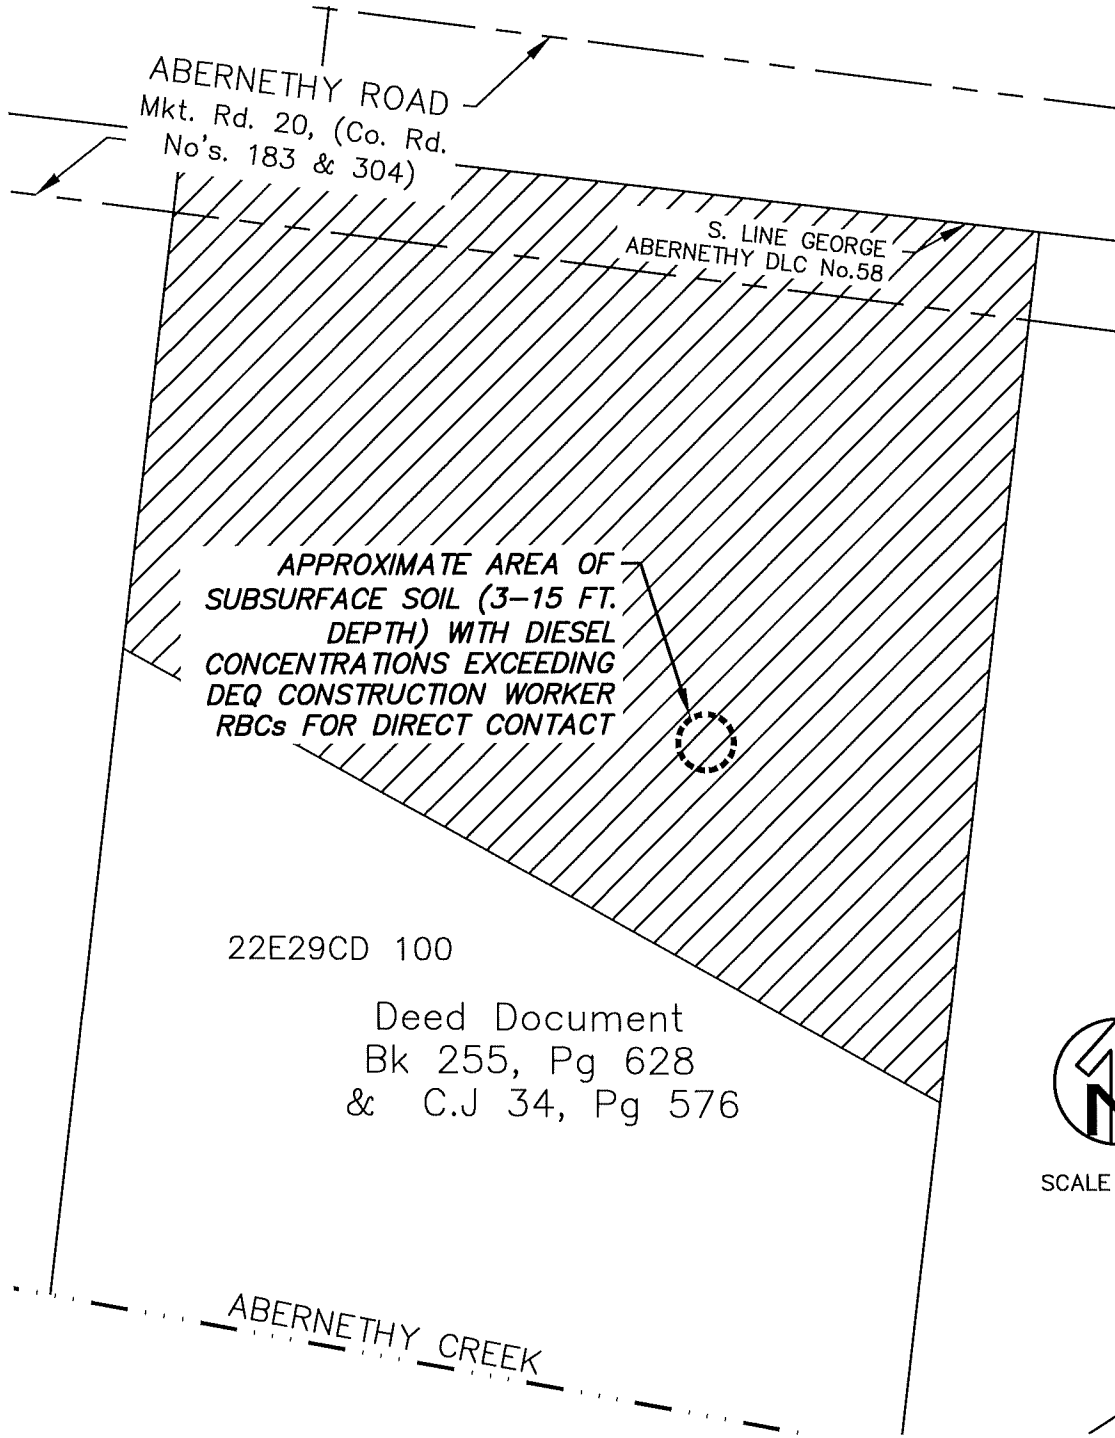 ABERNETHY ROAD
Mkt. Rd. 20, (Co. Rd.
No's. 183 & 304)
S. LINE GEORGE
ABERNETHY DLC No.58
APPROXIMATE AREA OF
SUBSURFACE SOIL (3–15 FT.
DEPTH) WITH DIESEL
CONCENTRATIONS EXCEEDING
DEQ CONSTRUCTION WORKER
RBCs FOR DIRECT CONTACT
22E29CD 100
Deed Document
Bk 255, Pg 628
& C.J 34, Pg 576
N
SCALE
ABERNETHY CREEK